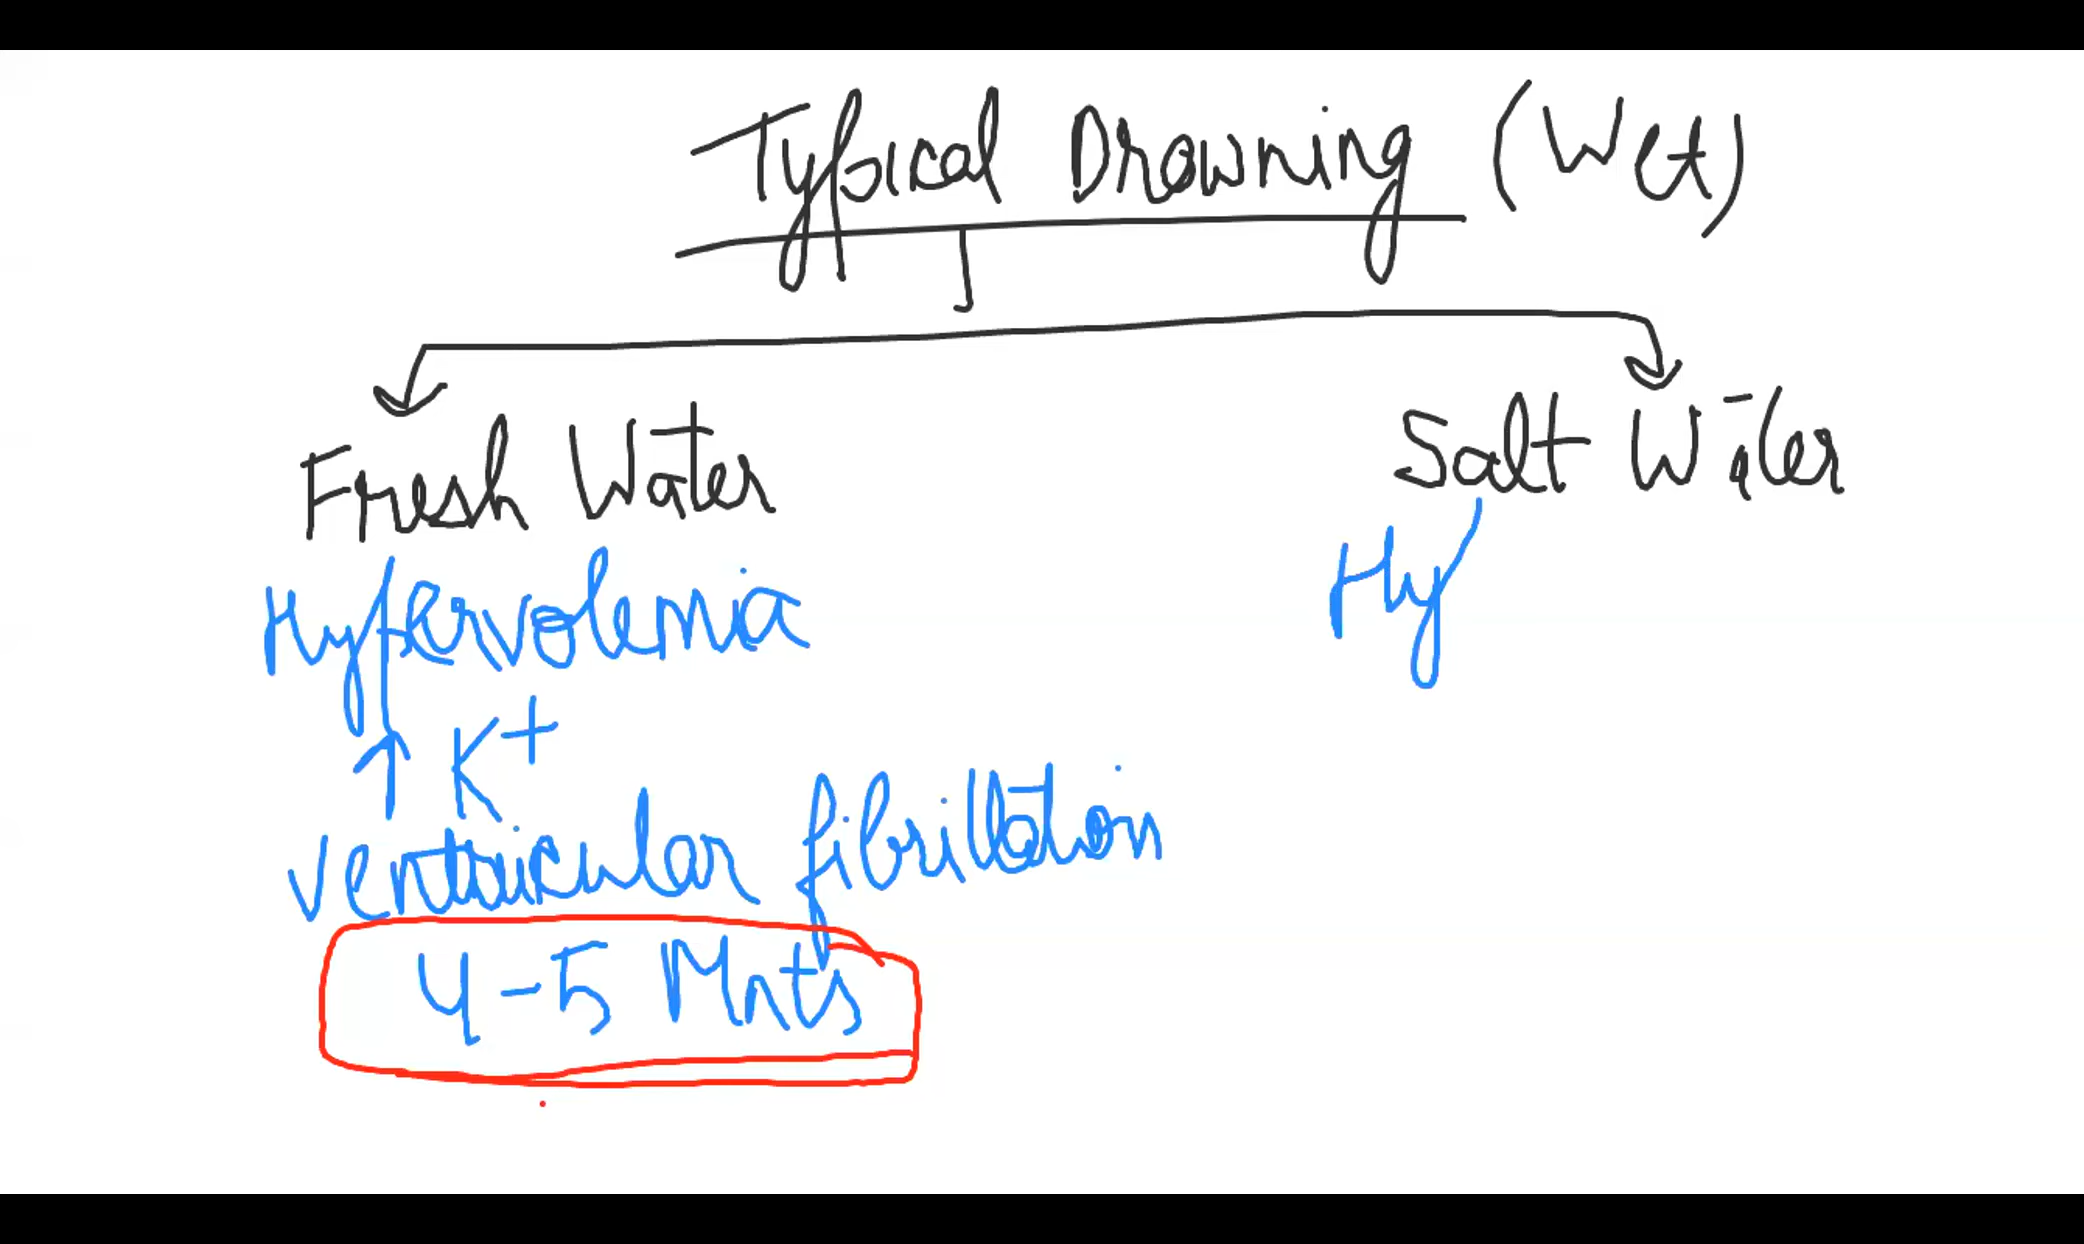 Typical Drowning (Wet)
Fresh Water
Salt Water
Hypervolemia
Hy
↑ K+
ventricular fibrillation
4-5 Mnts